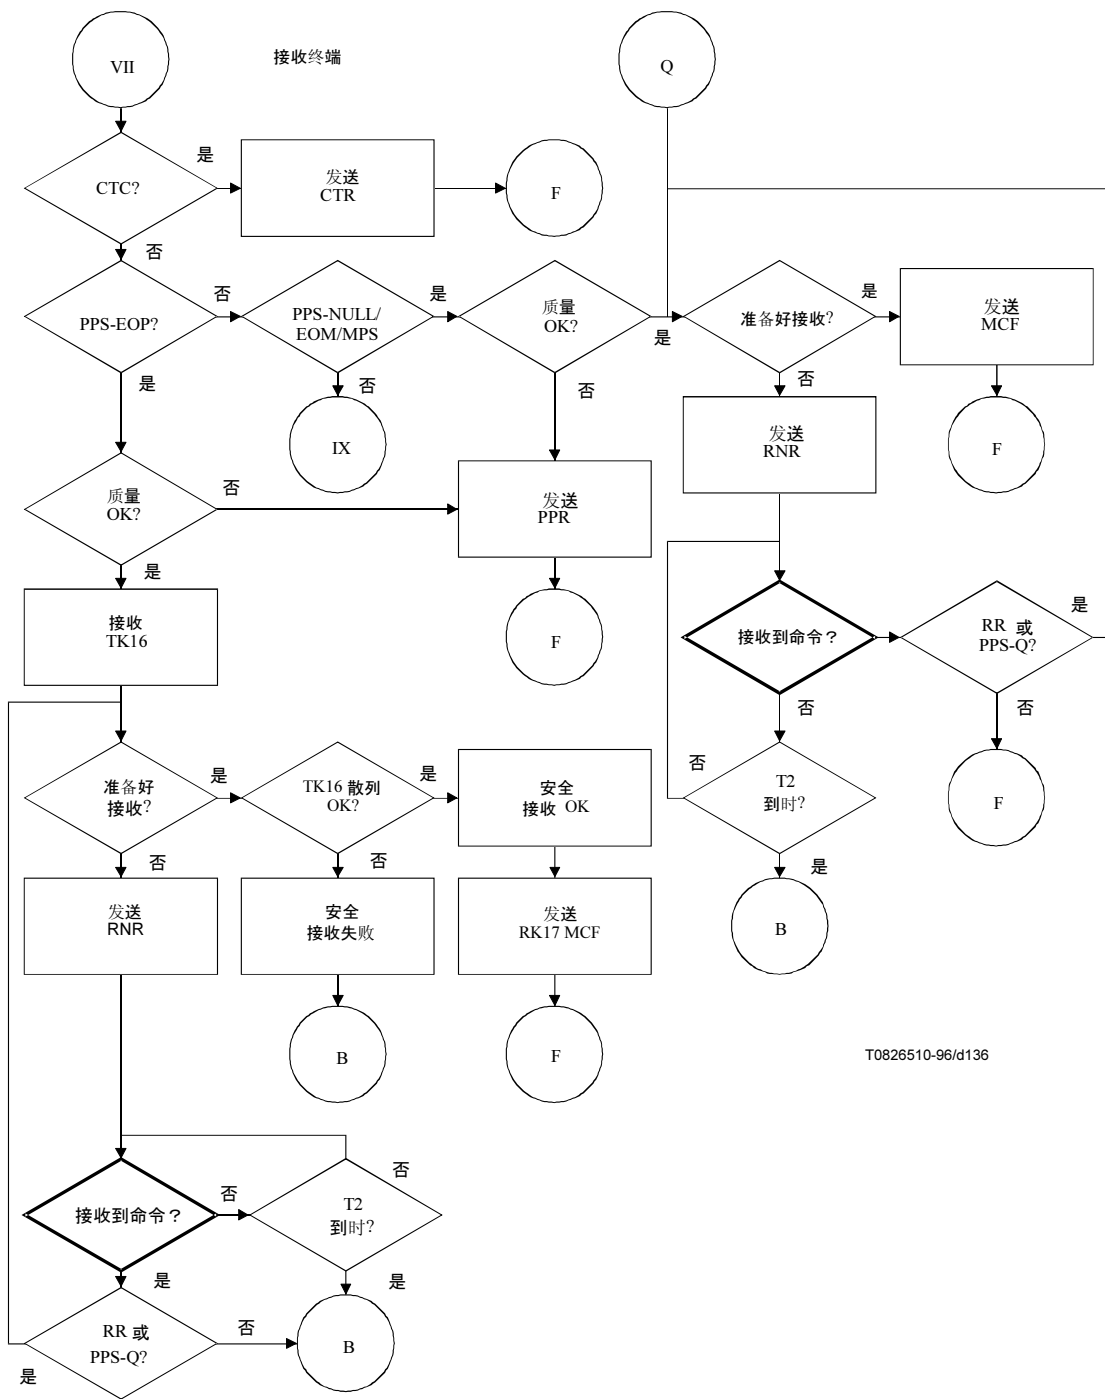 VII
接收终端
Q
CTC?
是
发送
CTR
F
否
PPS-EOP?
否
PPS-NULL/
EOM/MPS
是
质量
OK?
是
准备好接收?
是
发送
MCF
是
否
IX
否
否
发送
RNR
F
质量
OK?
否
发送
PPR
是
接收
TK16
F
接收到命令?
RR 或
PPS-Q?
是
否
否
准备好
接收?
是
TK16 散列
OK?
是
安全
接收 OK
否
T2
到时?
F
否
否
是
发送
RNR
安全
接收失败
发送
RK17 MCF
B
B
F
T0826510-96/d136
接收到命令?
否
T2
到时?
否
是
是
RR 或
PPS-Q?
否
B
是